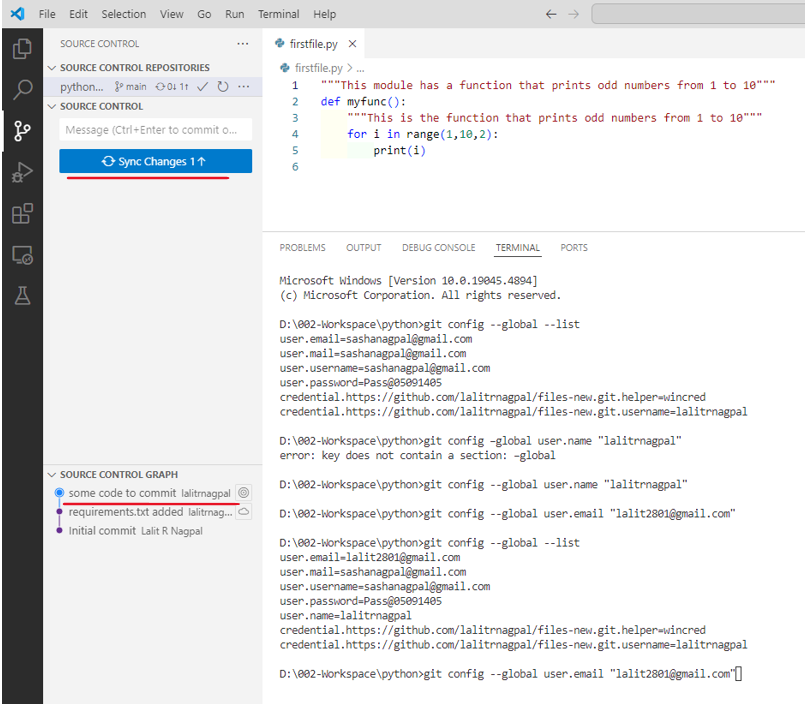 File Edit Selection View Go Run Terminal Help
SOURCE CONTROL ...
SOURCE CONTROL REPOSITORIES
python... main 0↓ 1↑ ...
SOURCE CONTROL
Message (Ctrl+Enter to commit o...
Sync Changes 1↑
SOURCE CONTROL GRAPH
some code to commit lalitrnagpal
requirements.txt added lalitrnag...
Initial commit Lalit R Nagpal
firstfile.py
firstfile.py > ...
1 """This module has a function that prints odd numbers from 1 to 10"""
2 def myfunc():
3 """This is the function that prints odd numbers from 1 to 10"""
4 for i in range(1,10,2):
5 print(i)
6
PROBLEMS OUTPUT DEBUG CONSOLE TERMINAL PORTS
Microsoft Windows [Version 10.0.19045.4894]
(c) Microsoft Corporation. All rights reserved.
D:\002-Workspace\python>git config --global --list
user.email=sashanagpal@gmail.com
user.mail=sashanagpal@gmail.com
user.username=sashanagpal@gmail.com
user.password=Pass@05091405
credential.https://github.com/lalitrnagpal/files-new.git.helper=wincred
credential.https://github.com/lalitrnagpal/files-new.git.username=lalitrnagpal
D:\002-Workspace\python>git config –global user.name "lalitrnagpal"
error: key does not contain a section: –global
D:\002-Workspace\python>git config --global user.name "lalitrnagpal"
D:\002-Workspace\python>git config --global user.email "lalit2801@gmail.com"
D:\002-Workspace\python>git config --global --list
user.email=lalit2801@gmail.com
user.mail=sashanagpal@gmail.com
user.username=sashanagpal@gmail.com
user.password=Pass@05091405
user.name=lalitrnagpal
credential.https://github.com/lalitrnagpal/files-new.git.helper=wincred
credential.https://github.com/lalitrnagpal/files-new.git.username=lalitrnagpal
D:\002-Workspace\python>git config --global user.email "lalit2801@gmail.com"